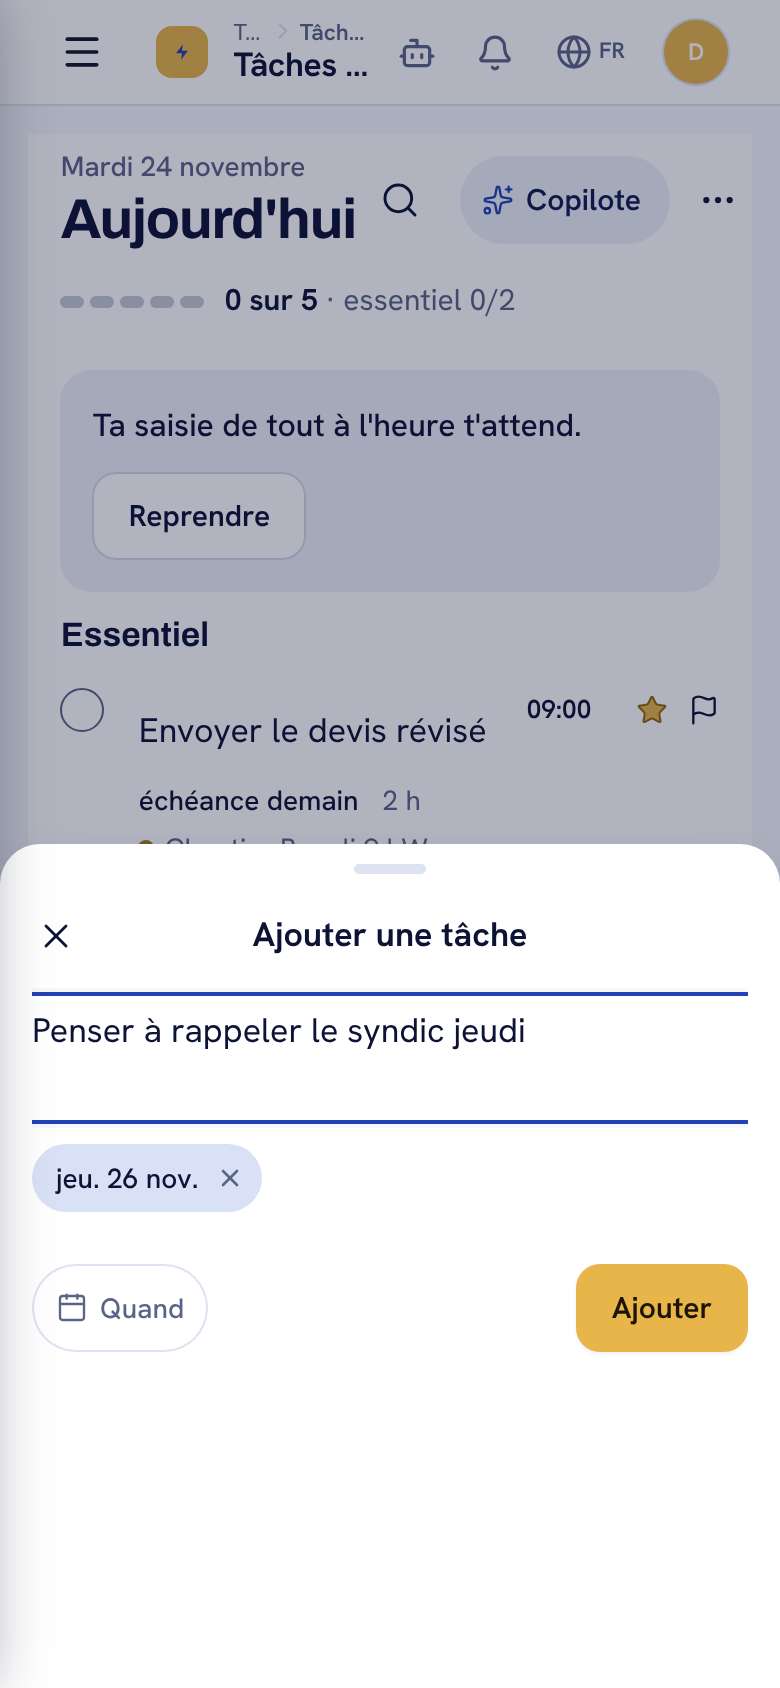 T... > Tâch...
Tâches ...
FR
D
Mardi 24 novembre
Aujourd'hui
Copilote
0 sur 5 · essentiel 0/2
Ta saisie de tout à l'heure t'attend.
Reprendre
Essentiel
Envoyer le devis révisé
09:00
échéance demain 2 h
Ajouter une tâche
Penser à rappeler le syndic jeudi
jeu. 26 nov.
Quand
Ajouter